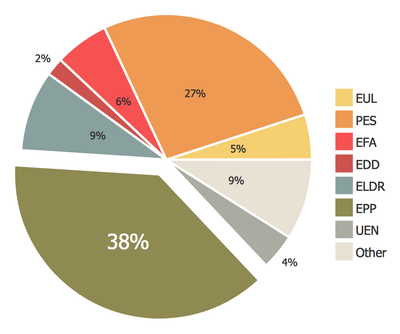 2%
6%
27%
9%
5%
9%
38%
4%
EUL
PES
EFA
EDD
ELDR
EPP
UEN
Other